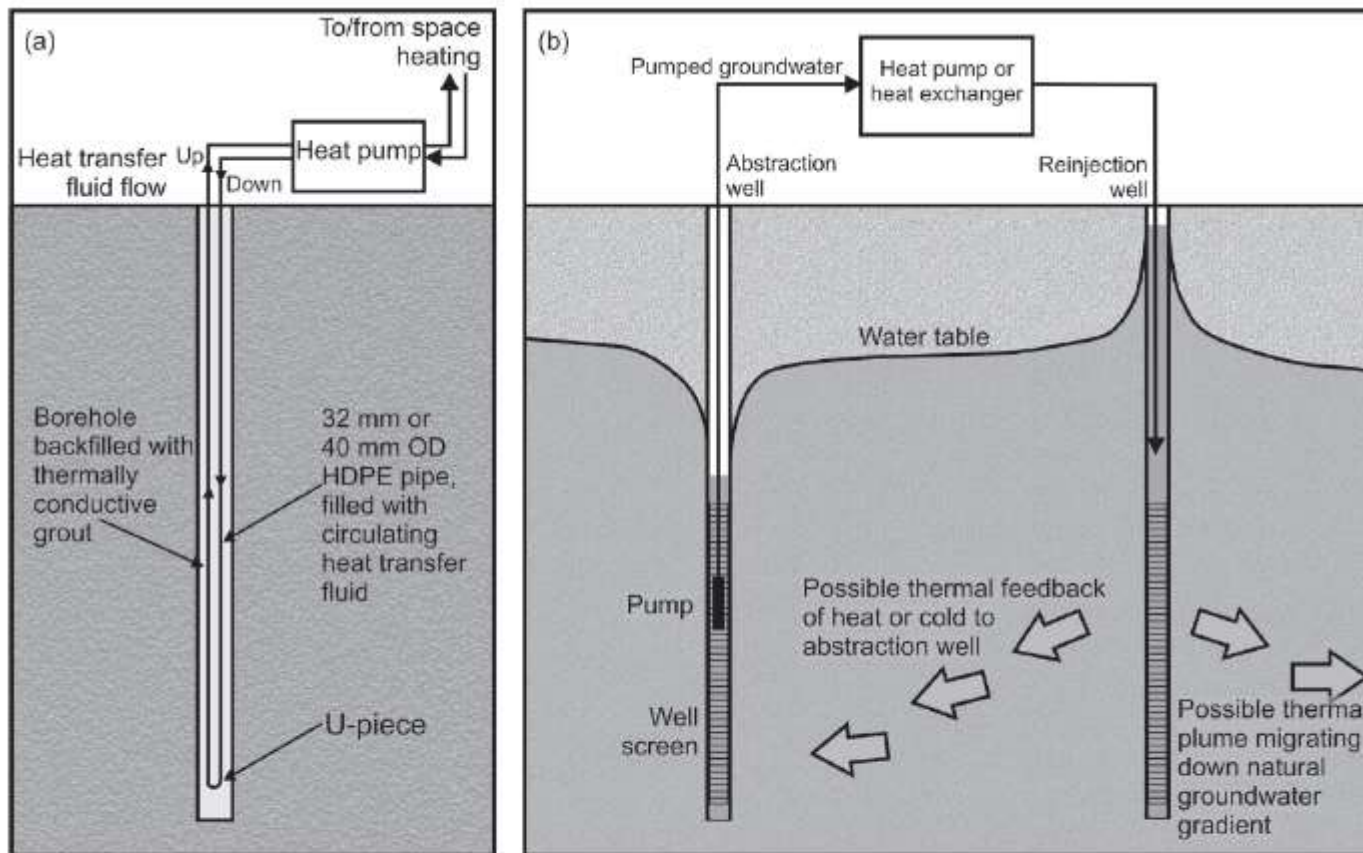 (a)
To/from space
heating
Heat pump
Heat transfer
fluid flow
Up
Down
Borehole
backfilled with
thermally
conductive
grout
32 mm or
40 mm OD
HDPE pipe,
filled with
circulating
heat transfer
fluid
U-piece
(b)
Pumped groundwater
Heat pump or
heat exchanger
Abstraction
well
Reinjection
well
Water table
Pump
Possible thermal feedback
of heat or cold to
abstraction well
Well
screen
Possible thermal
plume migrating
down natural
groundwater
gradient